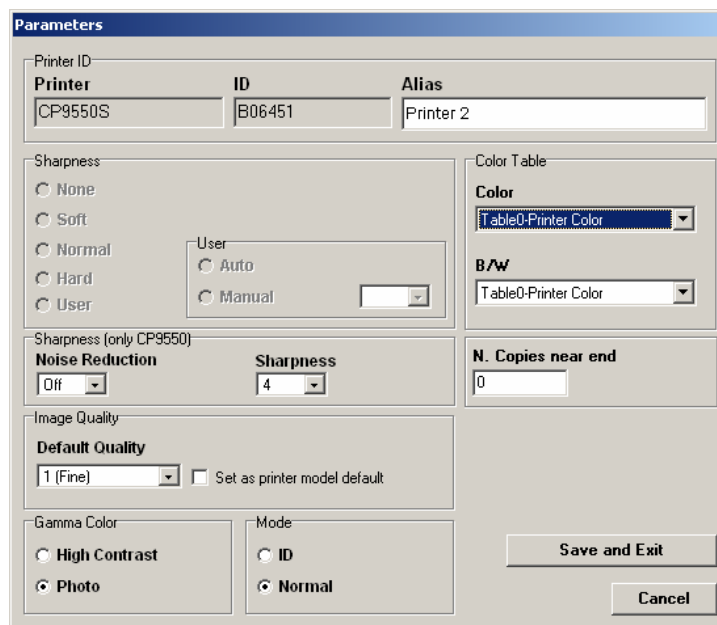 Parameters
Printer ID
Printer ID Alias
CP9550S B06451 Printer 2
Sharpness
None
Soft
Normal
Hard
User
User
Auto
Manual
Color Table
Color
Table0-Printer Color
B/W
Table0-Printer Color
Sharpness (only CP9550)
Noise Reduction Sharpness
Off 4
N. Copies near end
0
Image Quality
Default Quality
1 (Fine) Set as printer model default
Gamma Color
High Contrast
Photo
Mode
ID
Normal
Save and Exit
Cancel